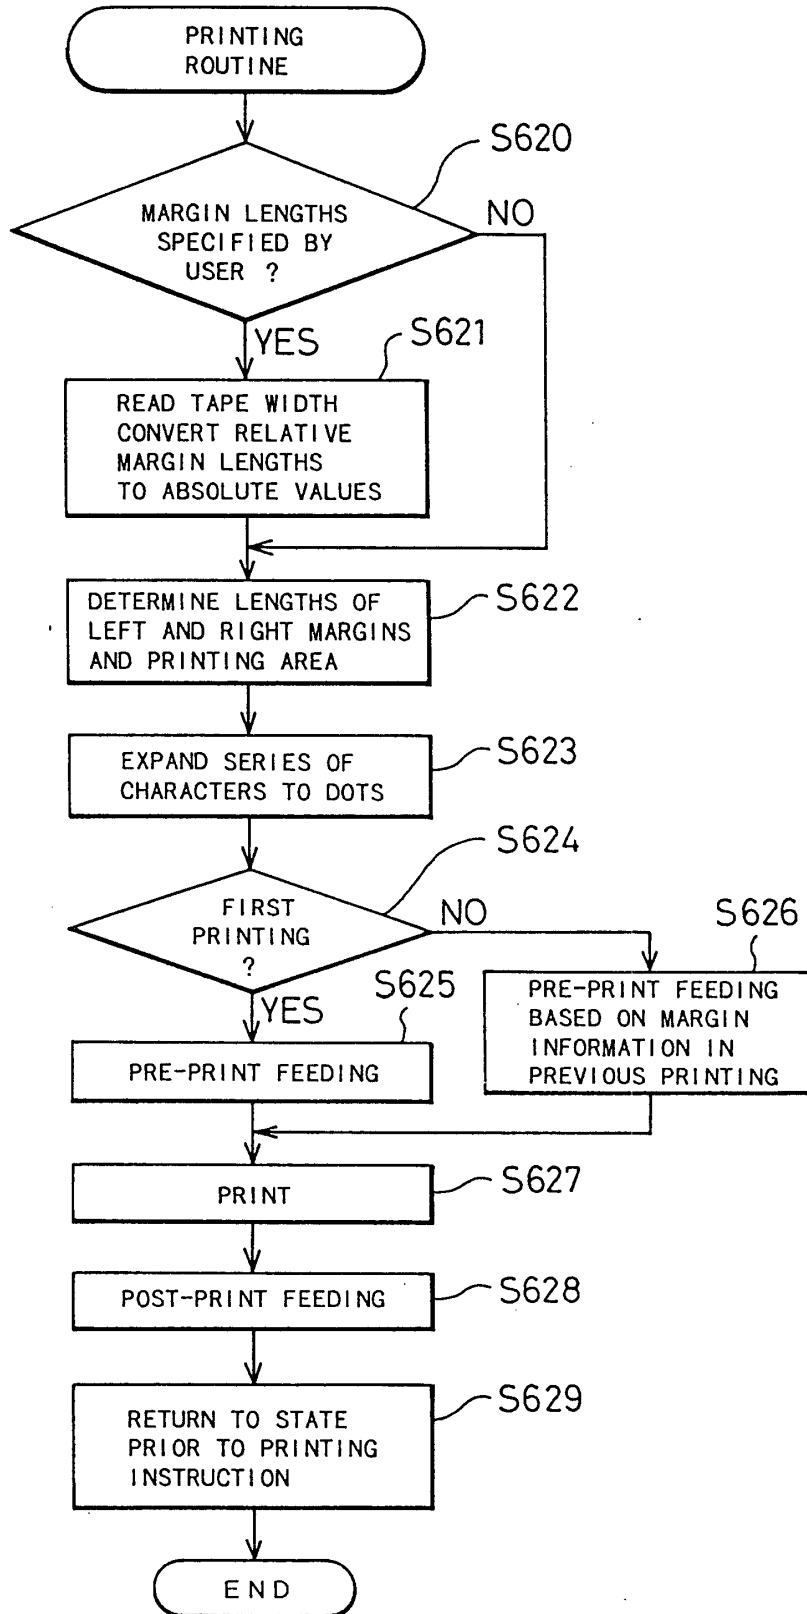 PRINTING
ROUTINE
S620
MARGIN LENGTHS
SPECIFIED BY
USER ?
NO
YES
S621
READ TAPE WIDTH
CONVERT RELATIVE
MARGIN LENGTHS
TO ABSOLUTE VALUES
S622
DETERMINE LENGTHS OF
LEFT AND RIGHT MARGINS
AND PRINTING AREA
S623
EXPAND SERIES OF
CHARACTERS TO DOTS
S624
FIRST
PRINTING
?
NO
YES
S625
PRE-PRINT FEEDING
S626
PRE-PRINT FEEDING
BASED ON MARGIN
INFORMATION IN
PREVIOUS PRINTING
S627
PRINT
S628
POST-PRINT FEEDING
S629
RETURN TO STATE
PRIOR TO PRINTING
INSTRUCTION
END